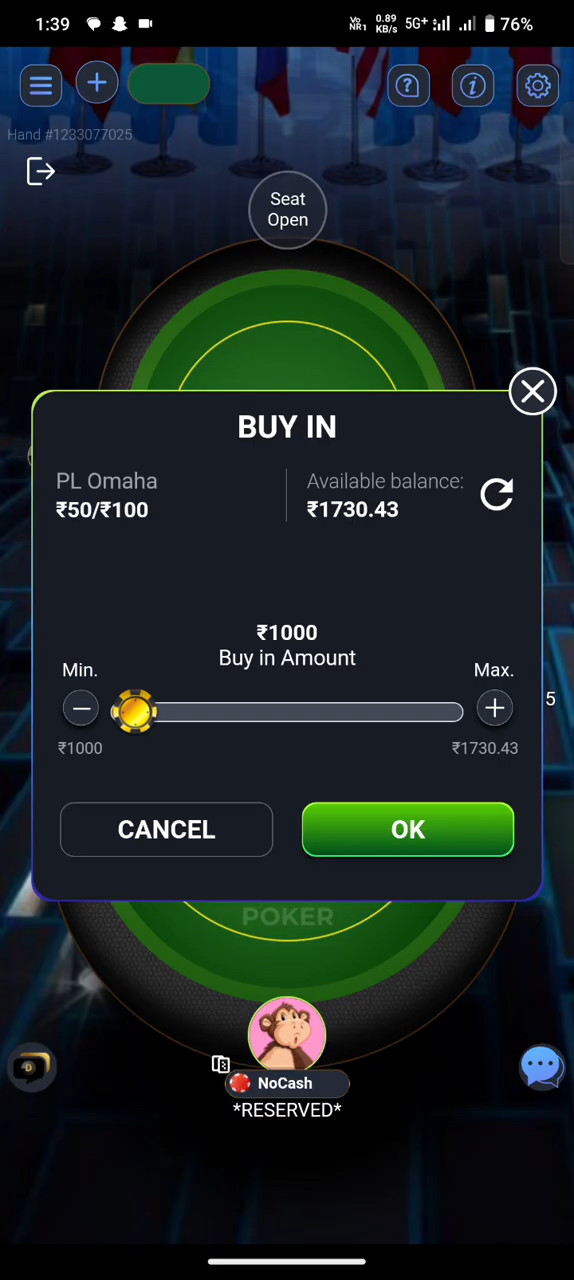 1:39
Vo
NR1
0.89
KB/s
5G+
76%
Hand #1233077025
Seat
Open
BUY IN
PL Omaha
₹50/₹100
Available balance:
₹1730.43
₹1000
Buy in Amount
Min.
Max.
5
₹1000
₹1730.43
CANCEL
OK
POKER
NoCash
*RESERVED*
D